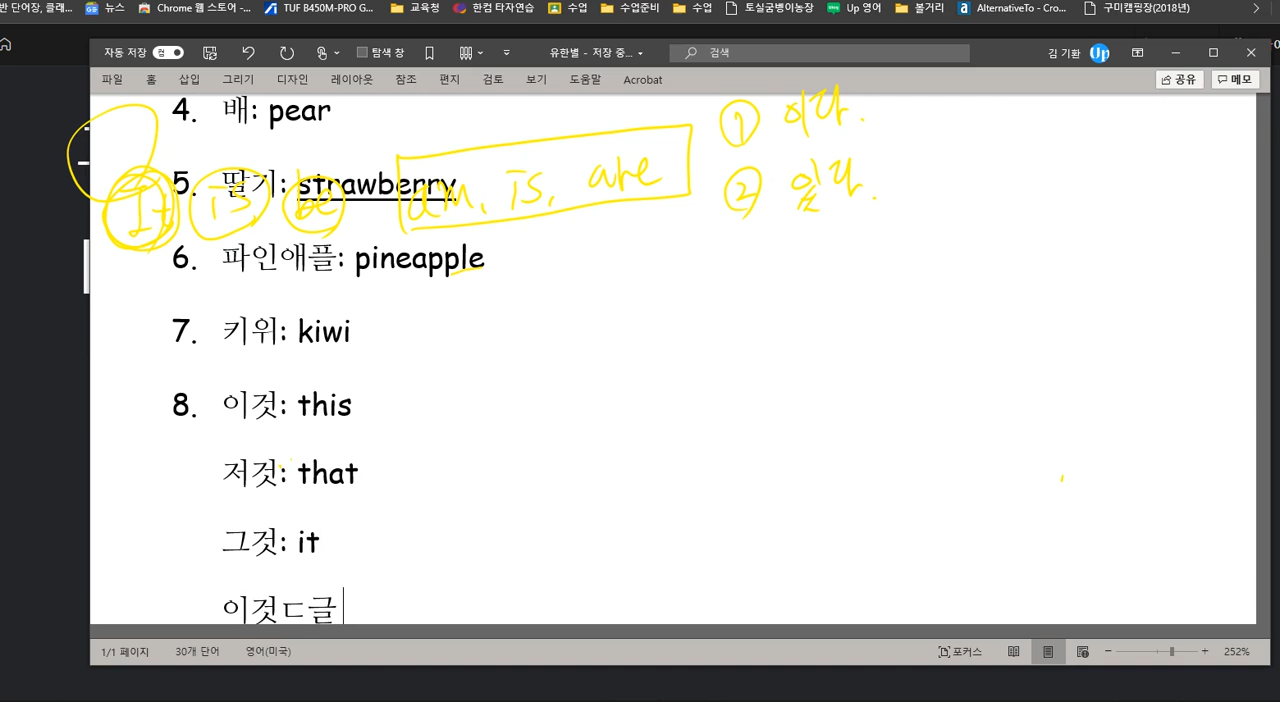 반 단어장, 클래... 뉴스 Chrome 웹 스토어 - ... TUF B450M-PRO G... 교육청 한컴 타자연습 수업 수업준비 수업 토실굼벵이농장 Up 영어 볼거리 AlternativeTo - Cro... 구미캠핑장(2018년)
자동 저장 컴 탐색 창 유한별 - 저장 중... 검색 김 기환 Up
파일 홈 삽입 그리기 디자인 레이아웃 참조 편지 검토 보기 도움말 Acrobat 공유 메모
4. 배: pear
① 이다.
5. 딸기: strawberry
It is, be am, is, are
② 있다.
6. 파인애플: pineapple
7. 키위: kiwi
8. 이것: this
저것: that
그것: it
이것ㄷ글
1/1 페이지 30개 단어 영어(미국) 포커스 252%